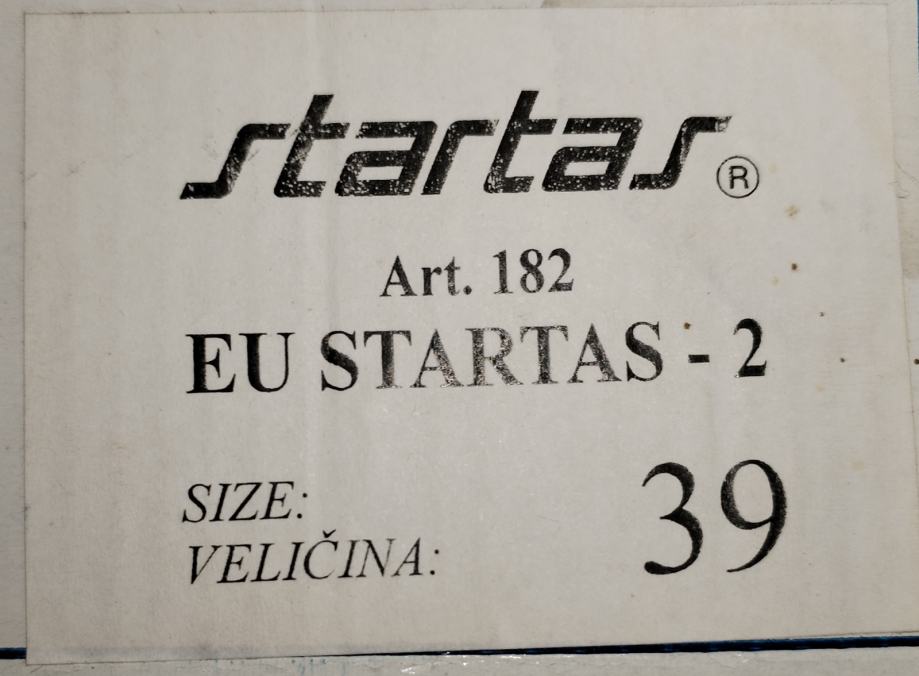 startas ®
Art. 182
EU STARTAS - 2
SIZE:
VELIČINA: 39